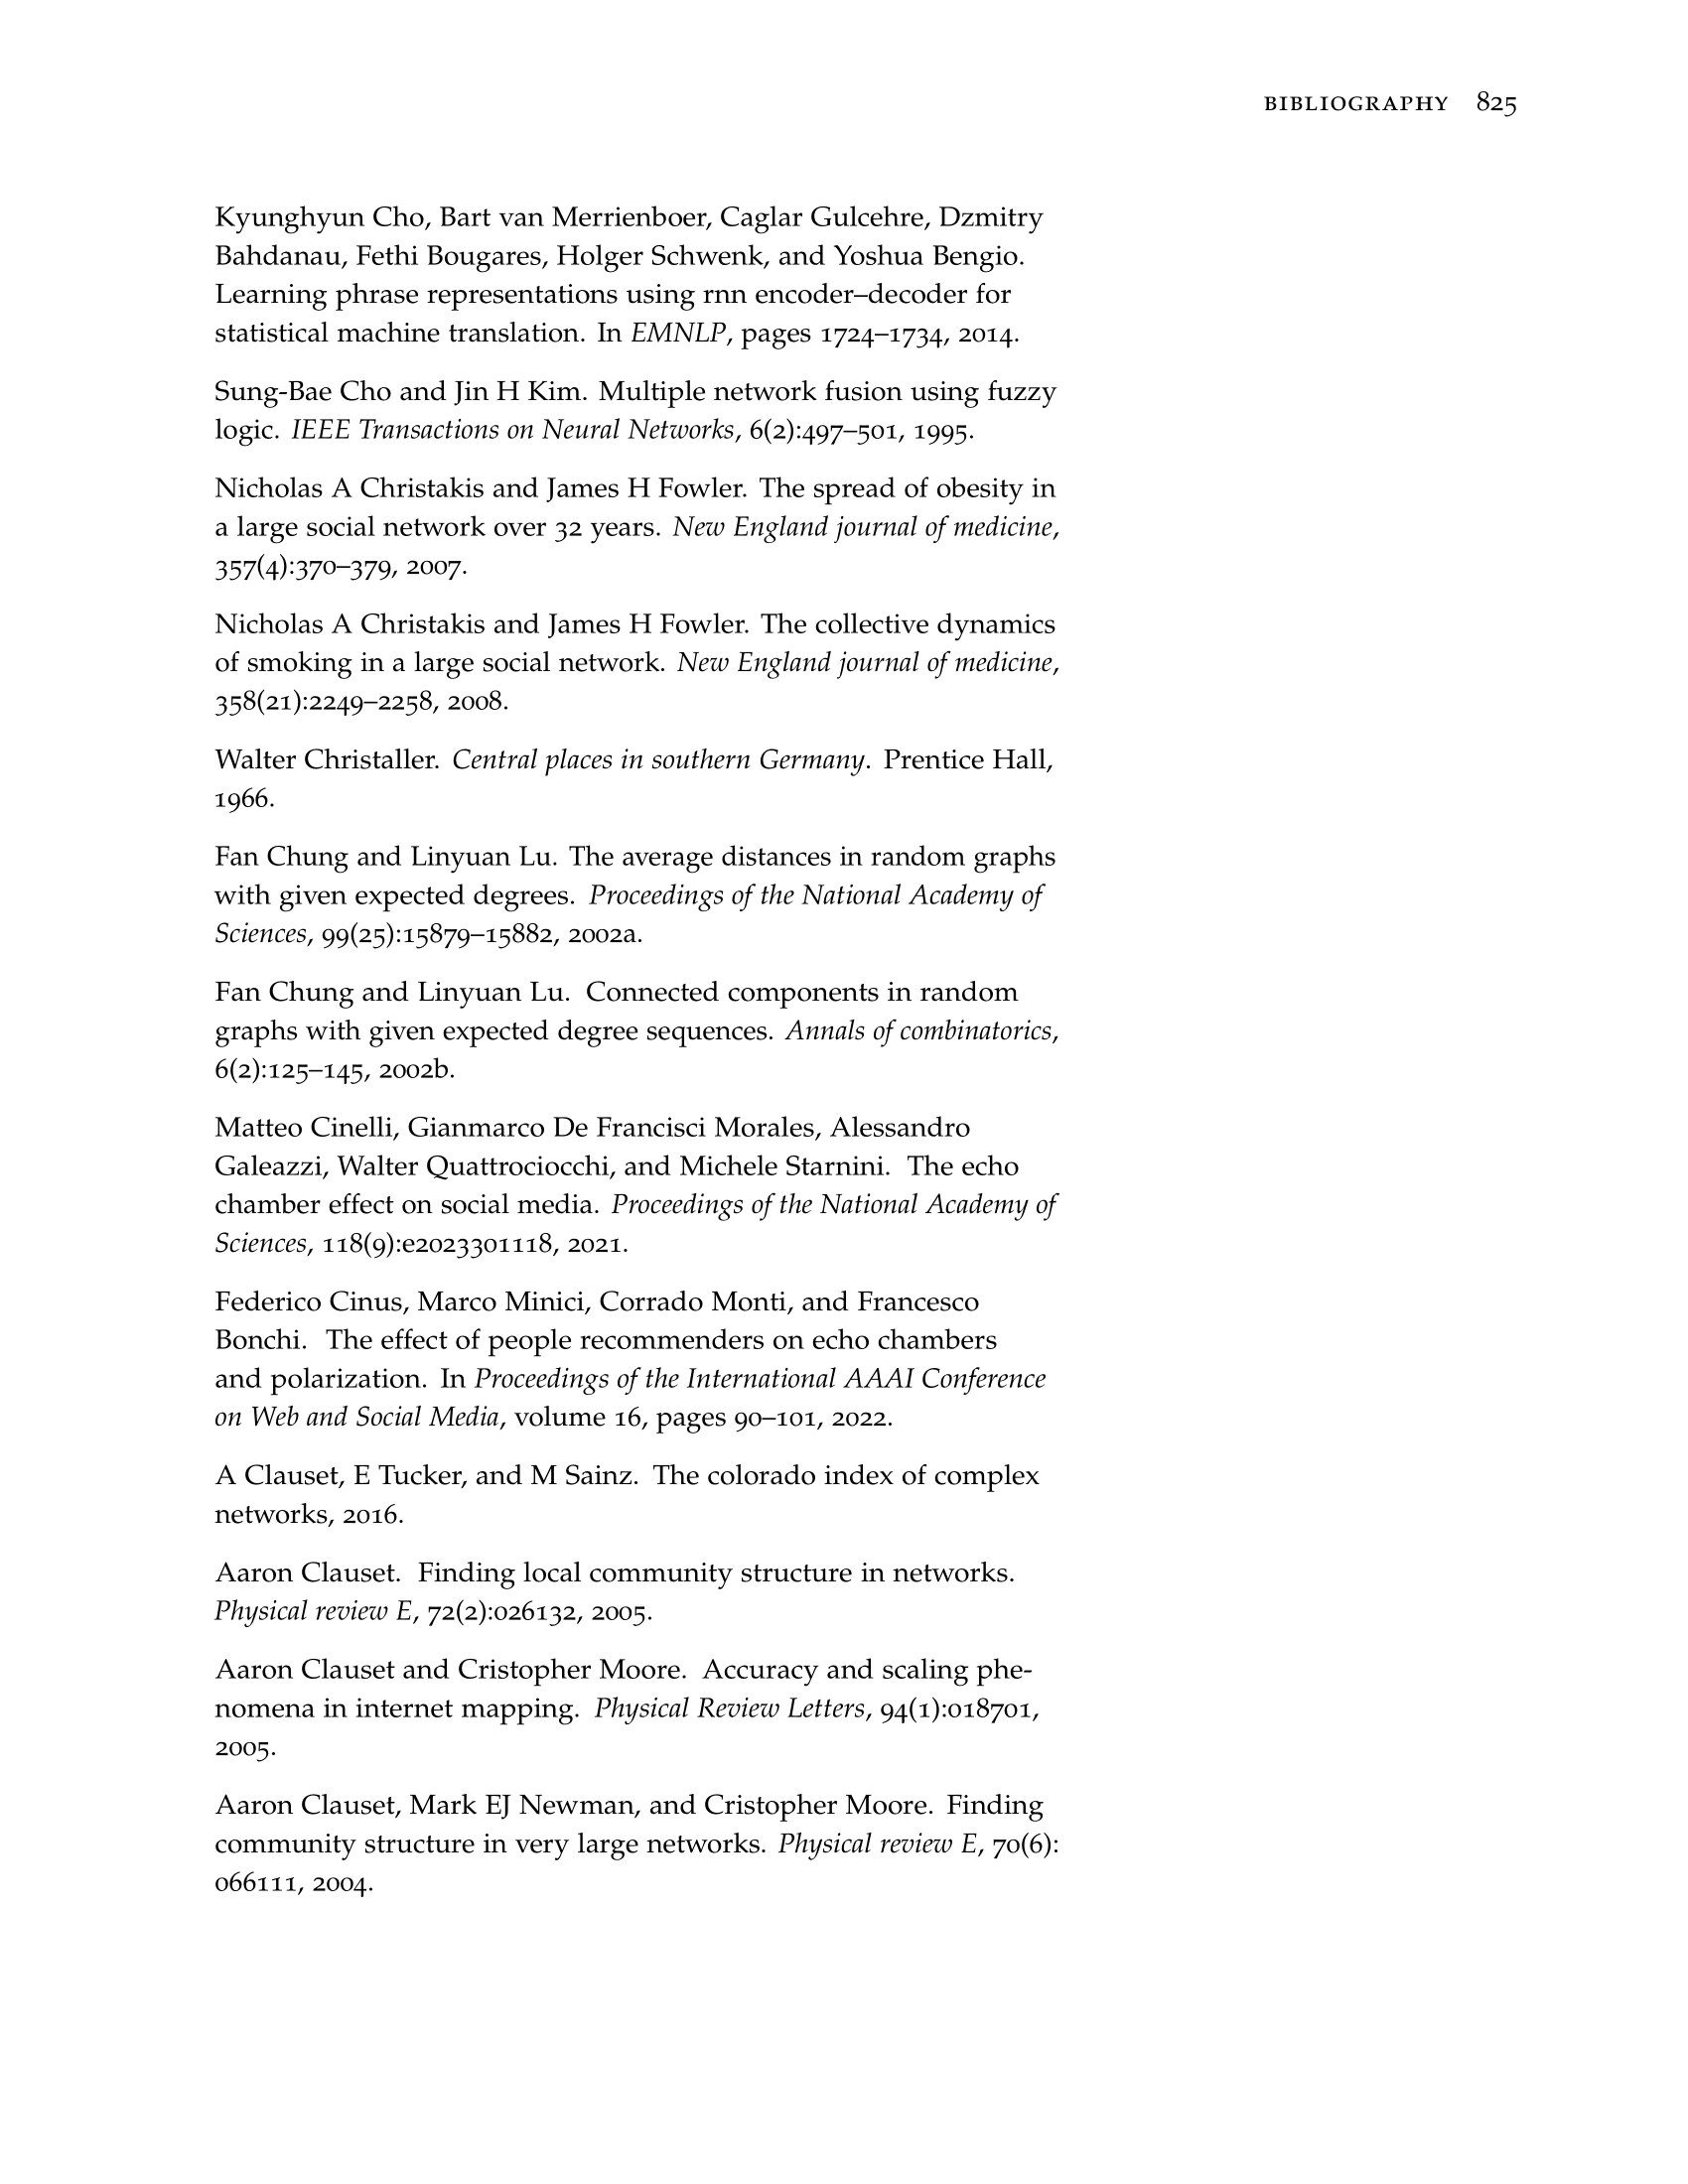 BIBLIOGRAPHY 825
Kyunghyun Cho, Bart van Merrienboer, Caglar Gulcehre, Dzmitry
Bahdanau, Fethi Bougares, Holger Schwenk, and Yoshua Bengio.
Learning phrase representations using rnn encoder–decoder for
statistical machine translation. In EMNLP, pages 1724–1734, 2014.
Sung-Bae Cho and Jin H Kim. Multiple network fusion using fuzzy
logic. IEEE Transactions on Neural Networks, 6(2):497–501, 1995.
Nicholas A Christakis and James H Fowler. The spread of obesity in
a large social network over 32 years. New England journal of medicine,
357(4):370–379, 2007.
Nicholas A Christakis and James H Fowler. The collective dynamics
of smoking in a large social network. New England journal of medicine,
358(21):2249–2258, 2008.
Walter Christaller. Central places in southern Germany. Prentice Hall,
1966.
Fan Chung and Linyuan Lu. The average distances in random graphs
with given expected degrees. Proceedings of the National Academy of
Sciences, 99(25):15879–15882, 2002a.
Fan Chung and Linyuan Lu. Connected components in random
graphs with given expected degree sequences. Annals of combinatorics,
6(2):125–145, 2002b.
Matteo Cinelli, Gianmarco De Francisci Morales, Alessandro
Galeazzi, Walter Quattrociocchi, and Michele Starnini. The echo
chamber effect on social media. Proceedings of the National Academy of
Sciences, 118(9):e2023301118, 2021.
Federico Cinus, Marco Minici, Corrado Monti, and Francesco
Bonchi. The effect of people recommenders on echo chambers
and polarization. In Proceedings of the International AAAI Conference
on Web and Social Media, volume 16, pages 90–101, 2022.
A Clauset, E Tucker, and M Sainz. The colorado index of complex
networks, 2016.
Aaron Clauset. Finding local community structure in networks.
Physical review E, 72(2):026132, 2005.
Aaron Clauset and Cristopher Moore. Accuracy and scaling phe-
nomena in internet mapping. Physical Review Letters, 94(1):018701,
2005.
Aaron Clauset, Mark EJ Newman, and Cristopher Moore. Finding
community structure in very large networks. Physical review E, 70(6):
066111, 2004.